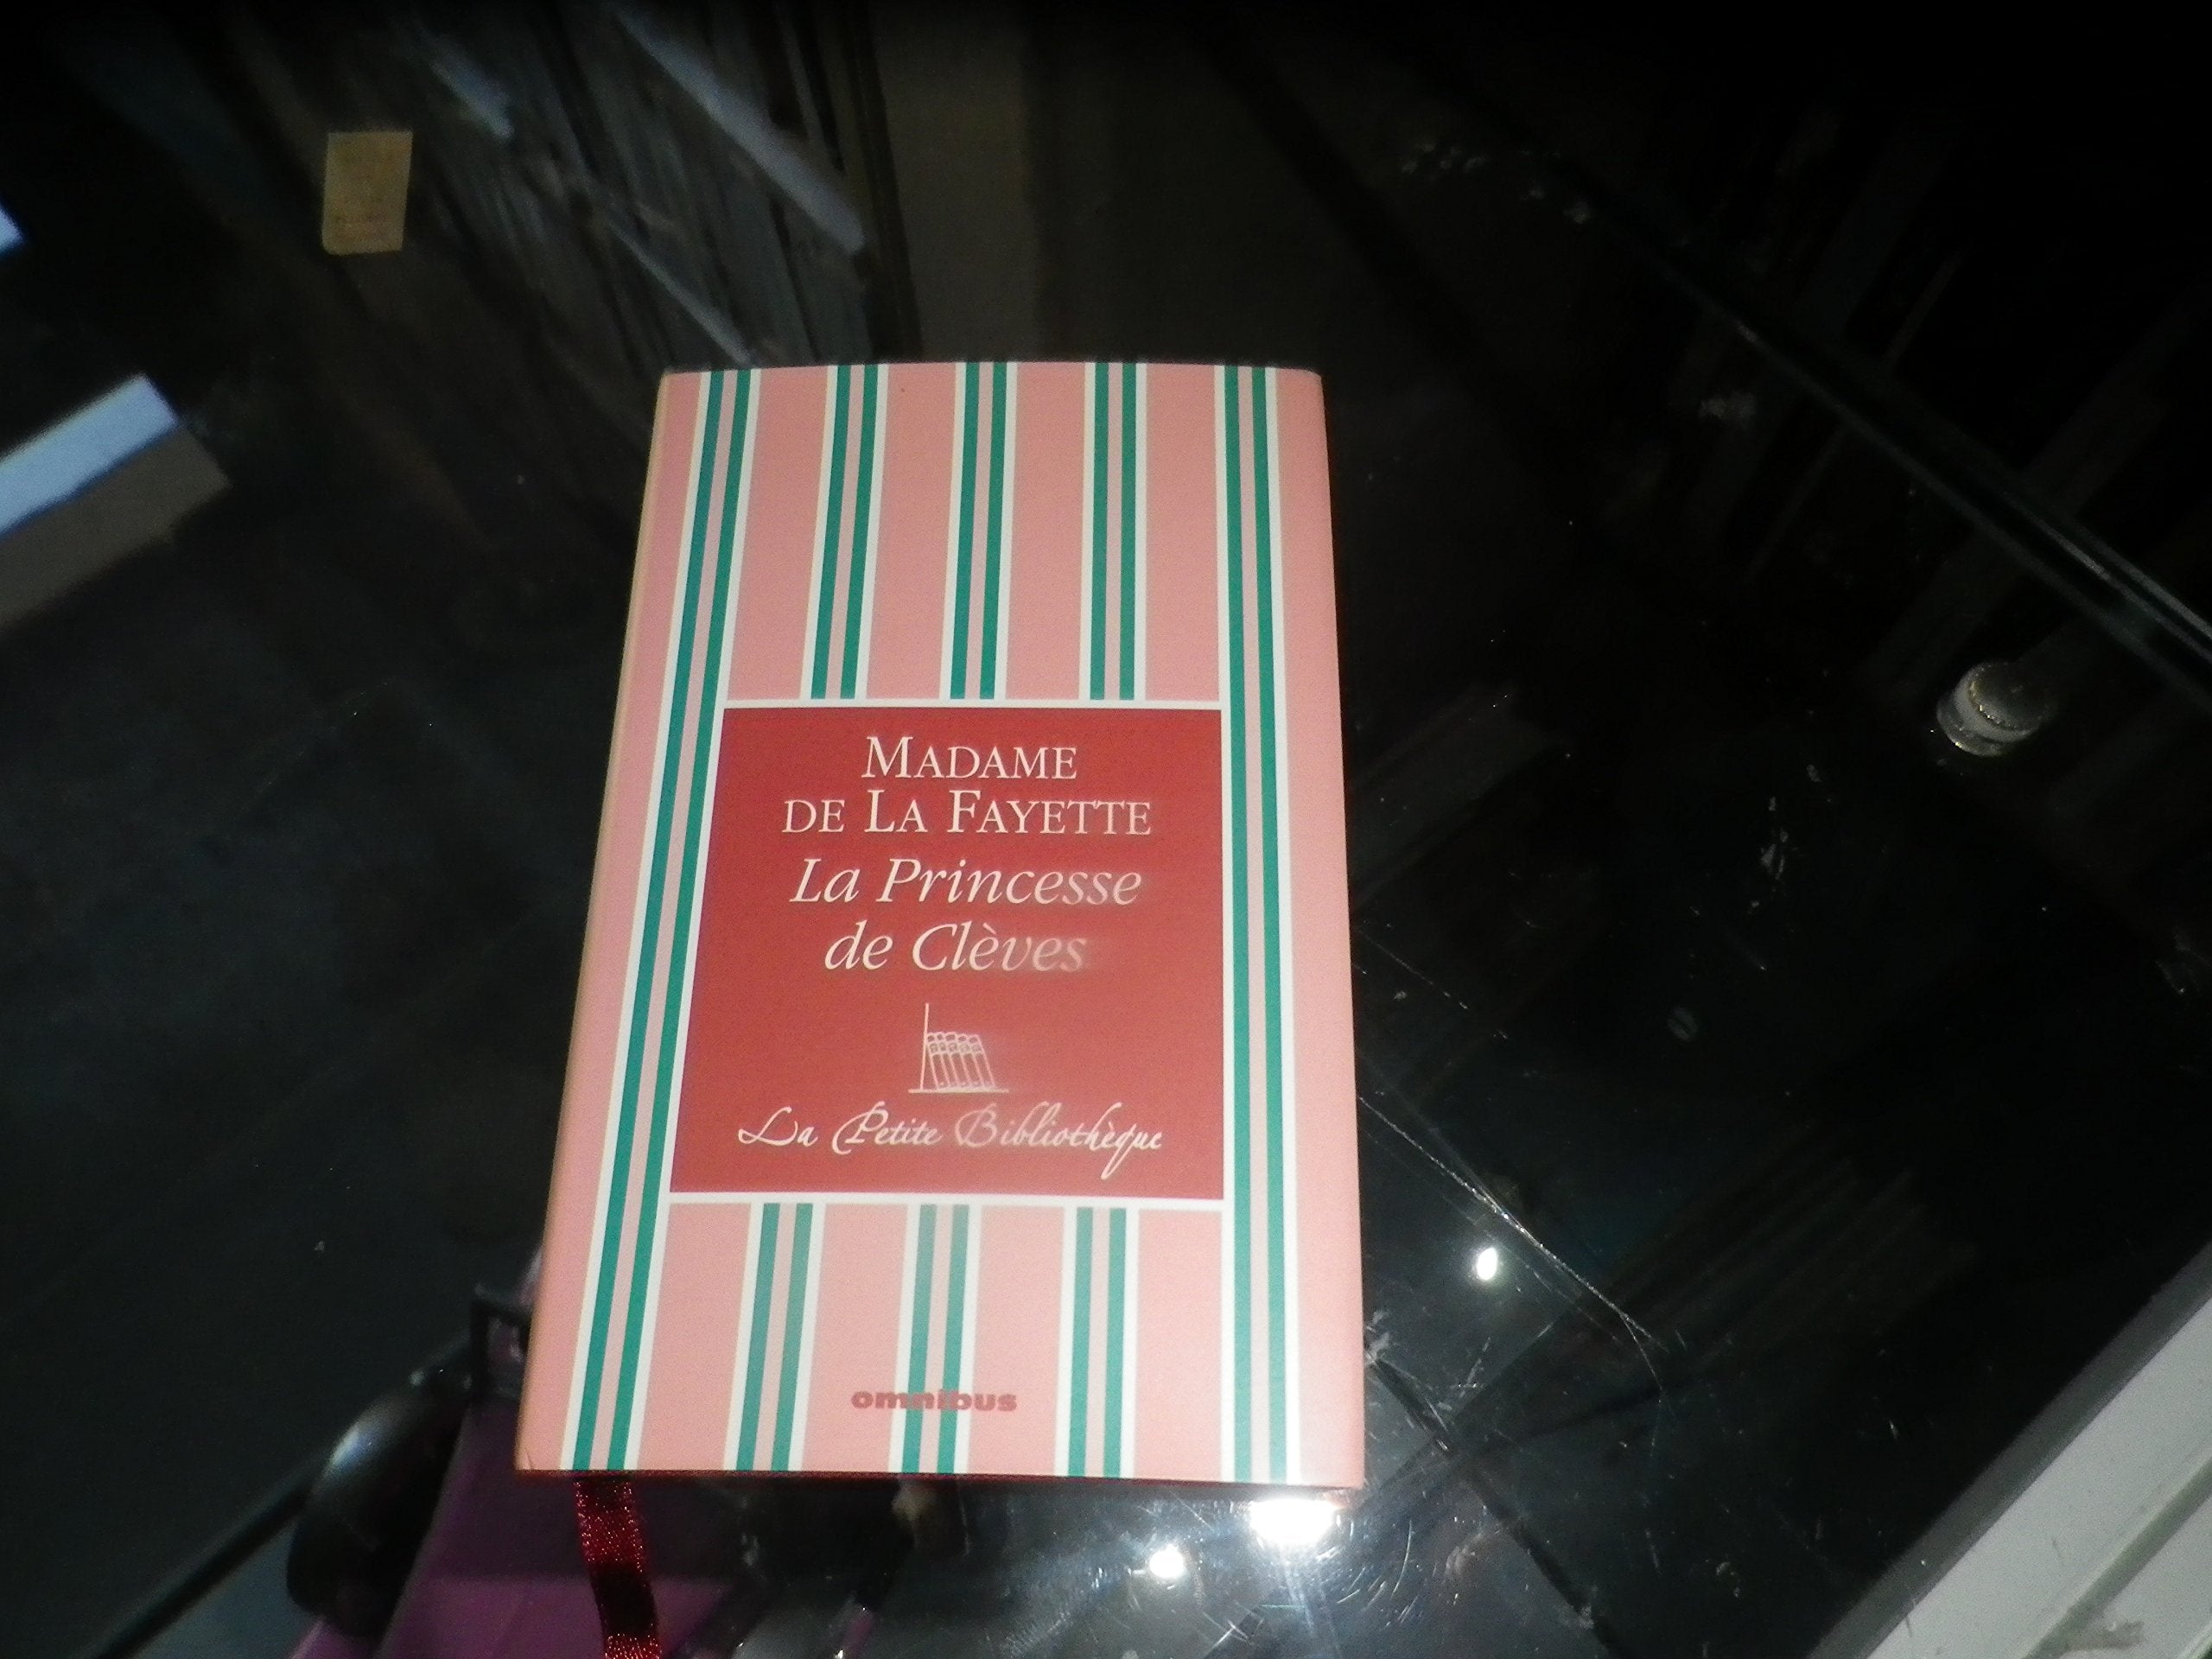 MADAME
DE LA FAYETTE
La Princesse
de Clèves
La Petite Bibliothèque
omnibus